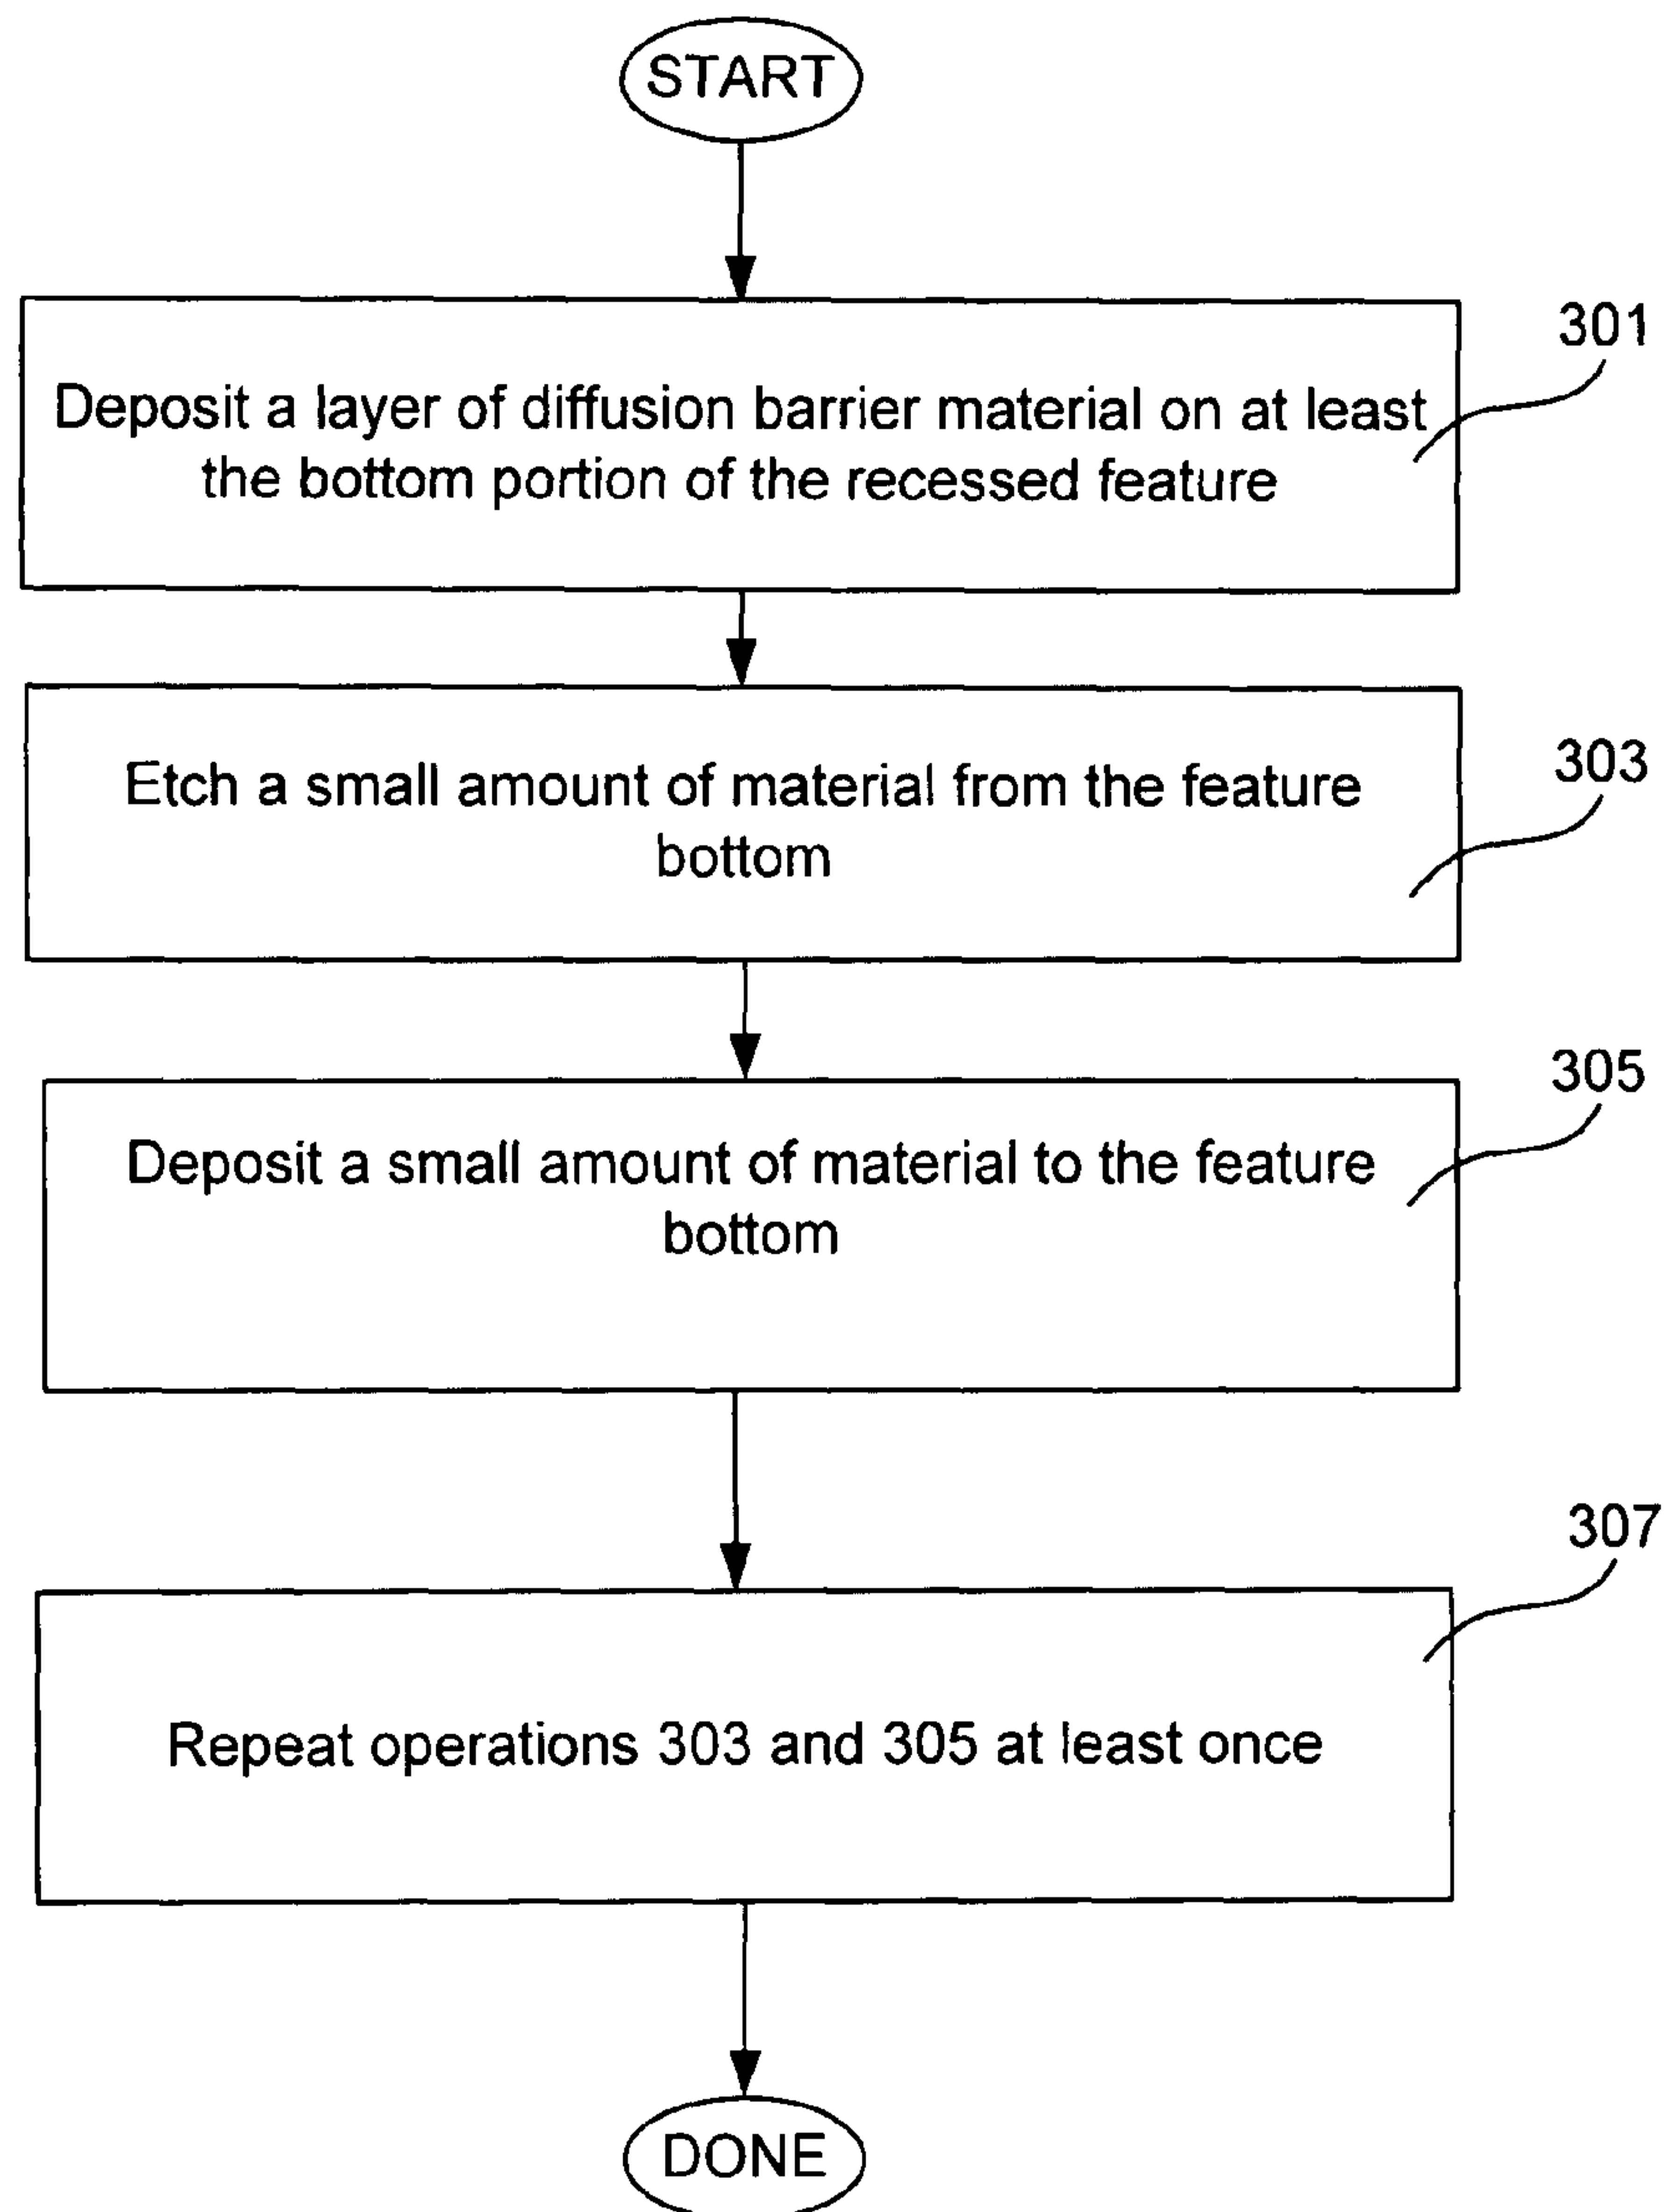 START
301
Deposit a layer of diffusion barrier material on at least
the bottom portion of the recessed feature
303
Etch a small amount of material from the feature
bottom
305
Deposit a small amount of material to the feature
bottom
307
Repeat operations 303 and 305 at least once
DONE